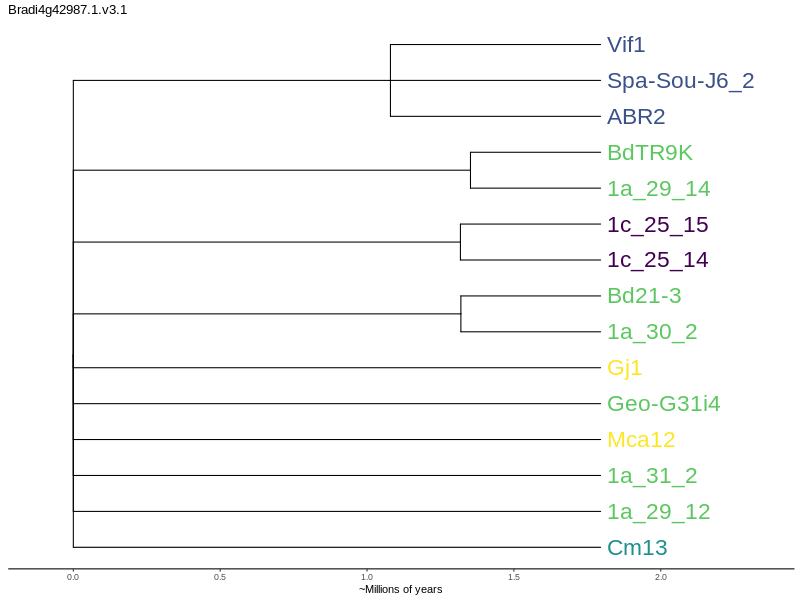 Bradi4g42987.1.v3.1
Vif1
Spa-Sou-J6_2
ABR2
BdTR9K
1a_29_14
1c_25_15
1c_25_14
Bd21-3
1a_30_2
Gj1
Geo-G31i4
Mca12
1a_31_2
1a_29_12
Cm13
0.0 0.5 1.0 1.5 2.0
~Millions of years